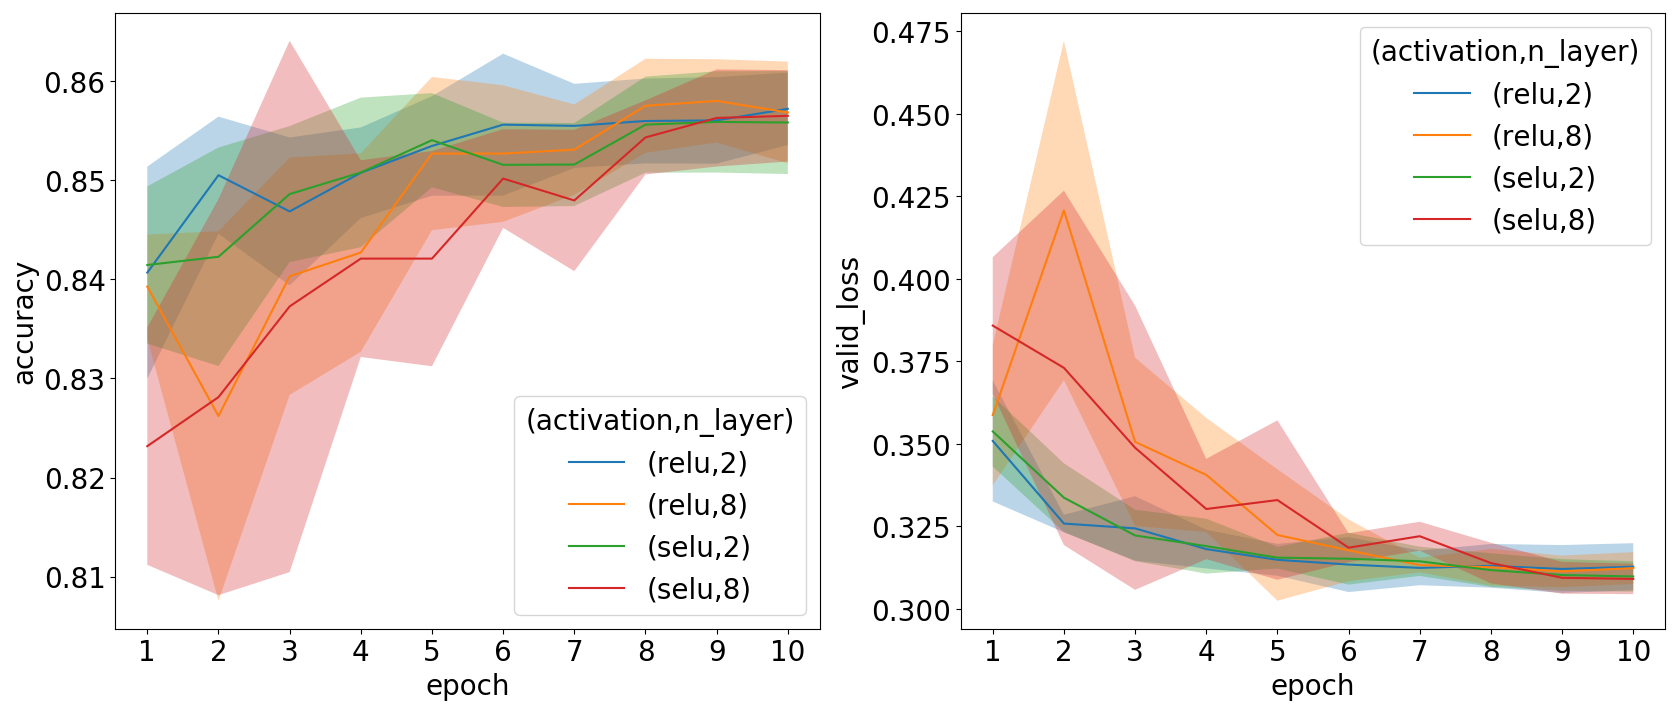 accuracy
0.86
0.85
0.84
0.83
0.82
0.81
(activation,n_layer)
(relu,2)
(relu,8)
(selu,2)
(selu,8)
1 2 3 4 5 6 7 8 9 10
epoch
valid_loss
0.475
0.450
0.425
0.400
0.375
0.350
0.325
0.300
(activation,n_layer)
(relu,2)
(relu,8)
(selu,2)
(selu,8)
1 2 3 4 5 6 7 8 9 10
epoch